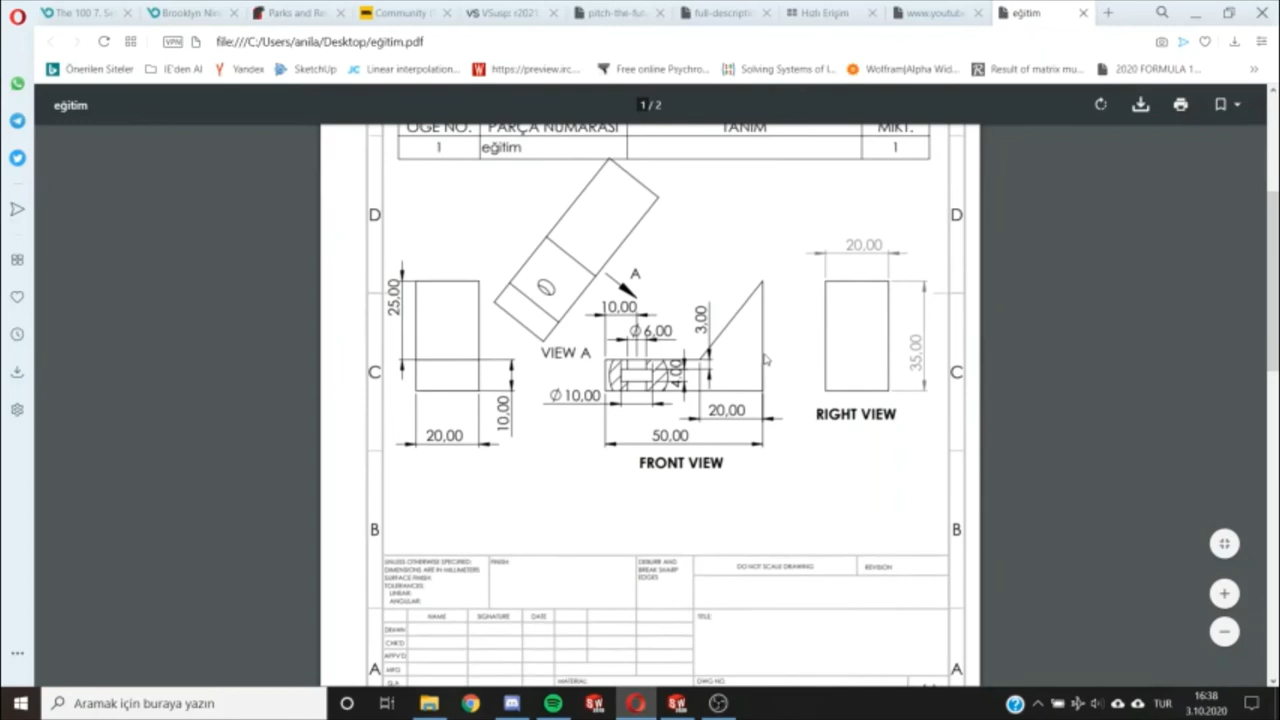 The 100 7. Si
Brooklyn Nin
Parks and Re
Community (
VSusp: r2021
pitch-the-futu
full-descripti
Hızlı Erişim
www.youtube
eğitim
VPN
file:///C:/Users/anila/Desktop/eğitim.pdf
Önerilen Siteler
IE'den Al
Yandex
SketchUp
Linear interpolation...
https://preview.irc...
Free online Psychro...
Solving Systems of l...
Wolfram|Alpha Wid...
Result of matrix mu...
2020 FORMULA 1...
eğitim
1 / 2
ÖGE NO. PARÇA NUMARASI TANIM MİKT.
1 eğitim 1
D
D
20,00
A
25,00
10,00
3,00
Ø 6,00
VIEW A
35,00
C
C
4,00
Ø 10,00
10,00
20,00
RIGHT VIEW
20,00
50,00
FRONT VIEW
B
B
UNLESS OTHERWISE SPECIFIED:
DIMENSIONS ARE IN MILLIMETERS
SURFACE FINISH:
TOLERANCES:
LINEAR:
ANGULAR:
FINISH:
DEBURR AND
BREAK SHARP
EDGES
DO NOT SCALE DRAWING
REVISION
NAME
SIGNATURE
DATE
TITLE:
DRAWN
CHK'D
APPV'D
MFG
Q.A
MATERIAL:
DWG NO.
A
A
Aramak için buraya yazın
TUR
16:38
3.10.2020